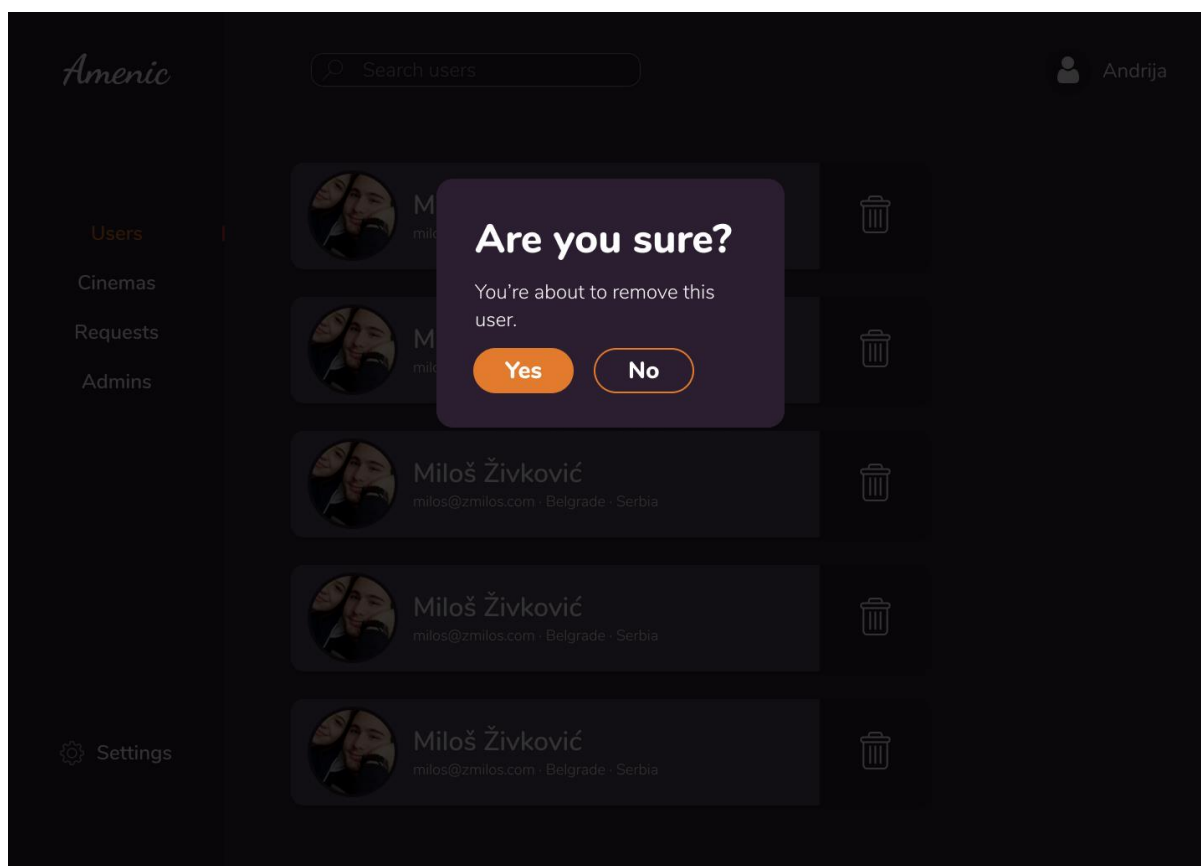 Amenic
Search users
Andrija
Users
Cinemas
Requests
Admins
Settings
M
mil
Are you sure?
You're about to remove this
user.
Yes
No
M
mil
Miloš Živković
milos@zmilos.com · Belgrade · Serbia
Miloš Živković
milos@zmilos.com · Belgrade · Serbia
Miloš Živković
milos@zmilos.com · Belgrade · Serbia